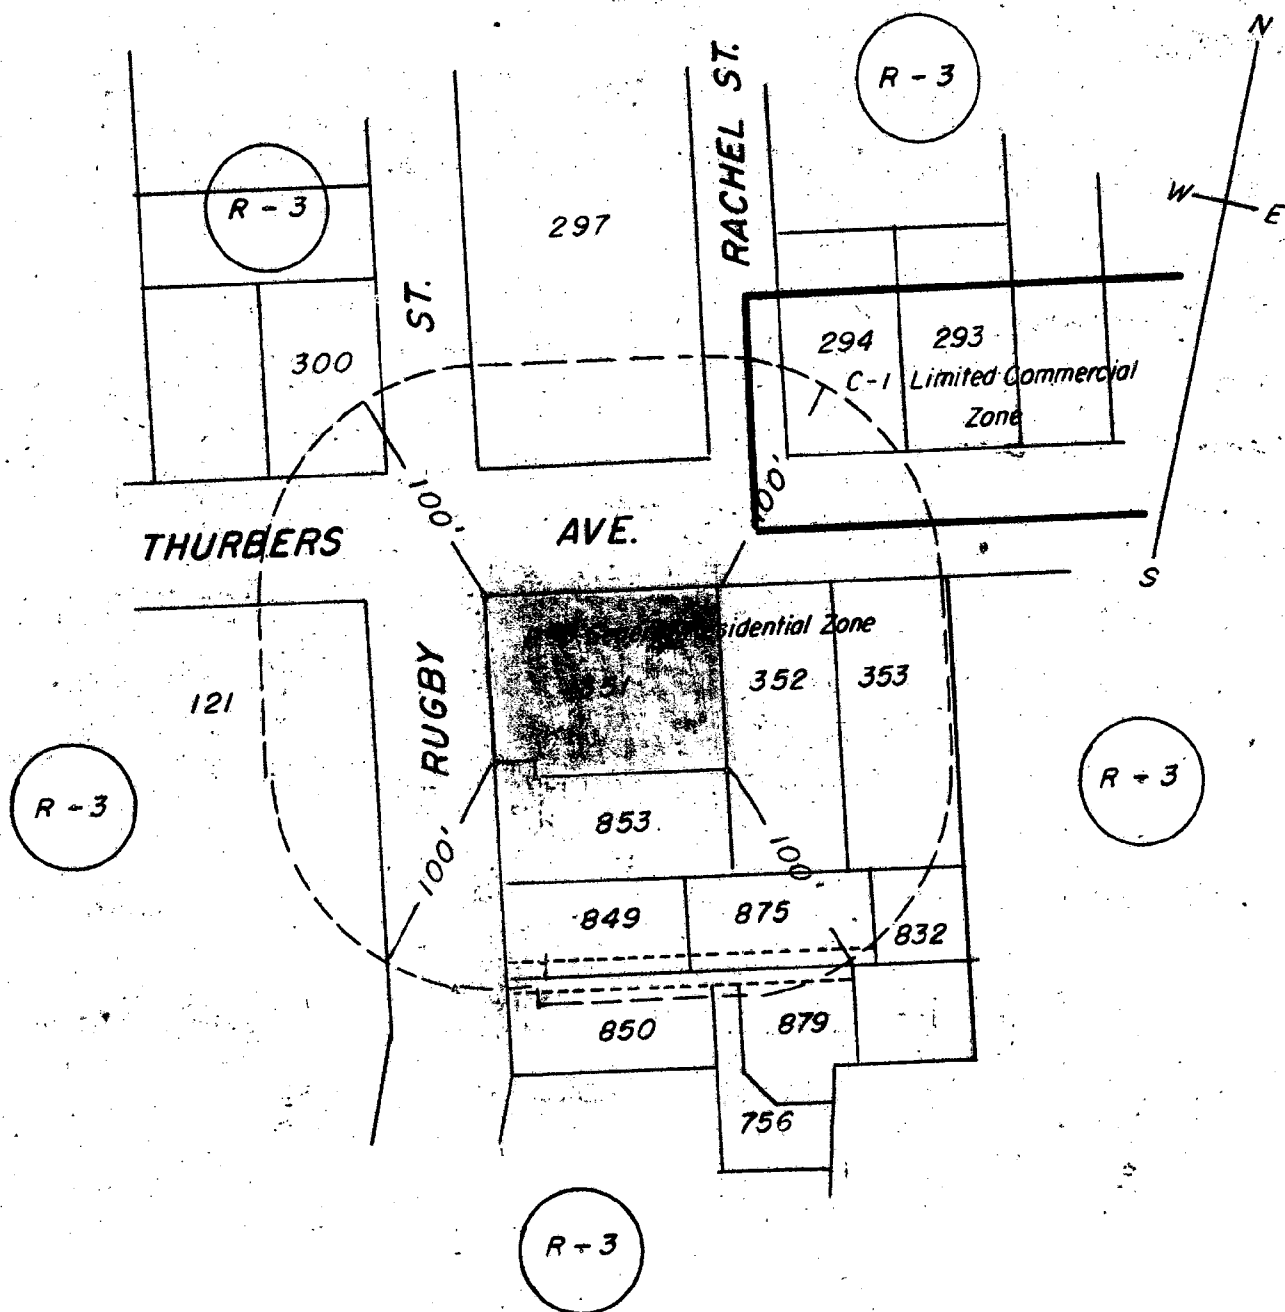 N
R - 3
RACHEL ST.
W
E
R - 3
297
ST.
300
294
293
C-1 Limited Commercial
Zone
100'
100'
THURBERS
AVE.
S
Residential Zone
121
RUGBY
351
352
353
R - 3
R - 3
853
100'
100'
849
875
832
850
879
756
R - 3